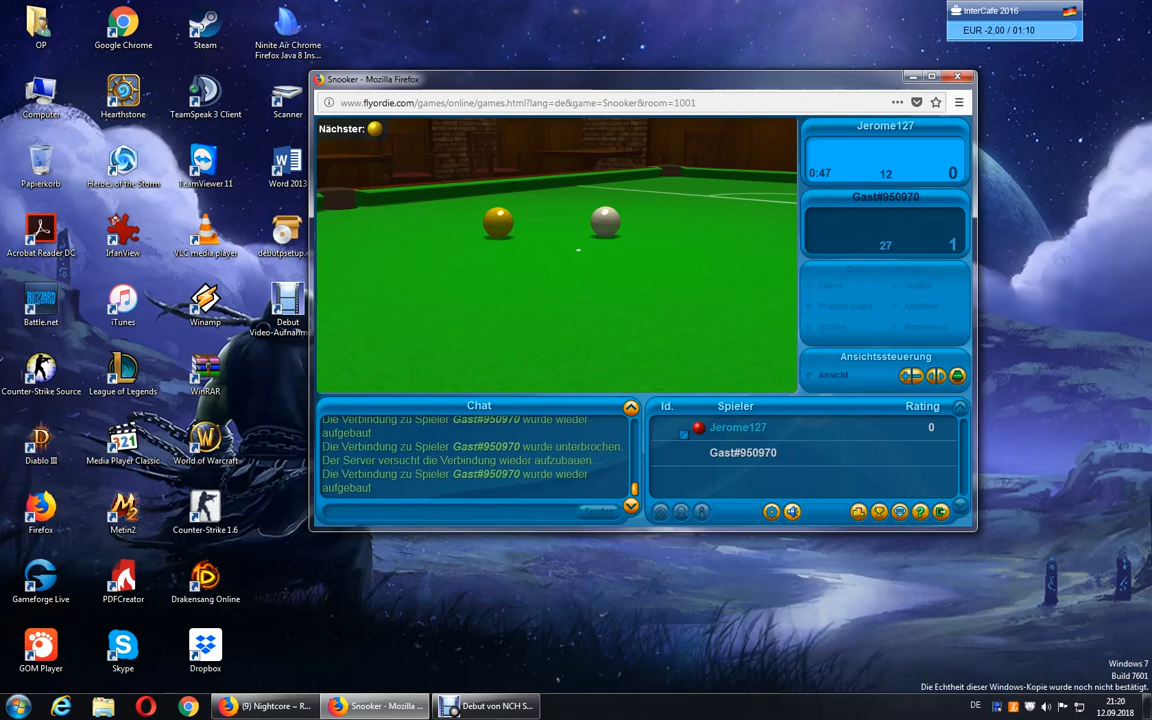 OP
Google Chrome
Steam
Ninite Air Chrome
Firefox Java 8 Ins...
InterCafe 2016
EUR -2,00 / 01:10
Computer
Hearthstone
TeamSpeak 3 Client
Scanner
Papierkorb
Heroes of the Storm
TeamViewer 11
Word 2013
Acrobat Reader DC
IrfanView
VLC media player
debutpsetup.e
Battle.net
iTunes
Winamp
Debut
Video-Aufnahm
Counter-Strike Source
League of Legends
WinRAR
Diablo III
Media Player Classic
World of Warcraft
Firefox
Metin2
Counter-Strike 1.6
Gameforge Live
PDFCreator
Drakensang Online
GOM Player
Skype
Dropbox
Snooker - Mozilla Firefox
www.flyordie.com/games/online/games.html?lang=de&game=Snooker&room=1001
Nächster:
Jerome127
0:47 12 0
Gast#950970
27 1
Ansichtssteuerung
Ansicht
Chat
Die Verbindung zu Spieler Gast#950970 wurde wieder
aufgebaut
Die Verbindung zu Spieler Gast#950970 wurde unterbrochen.
Der Server versucht die Verbindung wieder aufzubauen...
Die Verbindung zu Spieler Gast#950970 wurde wieder
aufgebaut
Id. Spieler Rating
Jerome127 0
Gast#950970
Windows 7
Build 7601
Die Echtheit dieser Windows-Kopie wurde noch nicht bestätigt.
(9) Nightcore ~ R...
Snooker - Mozilla ...
Debut von NCH S...
DE
21:20
12.09.2018